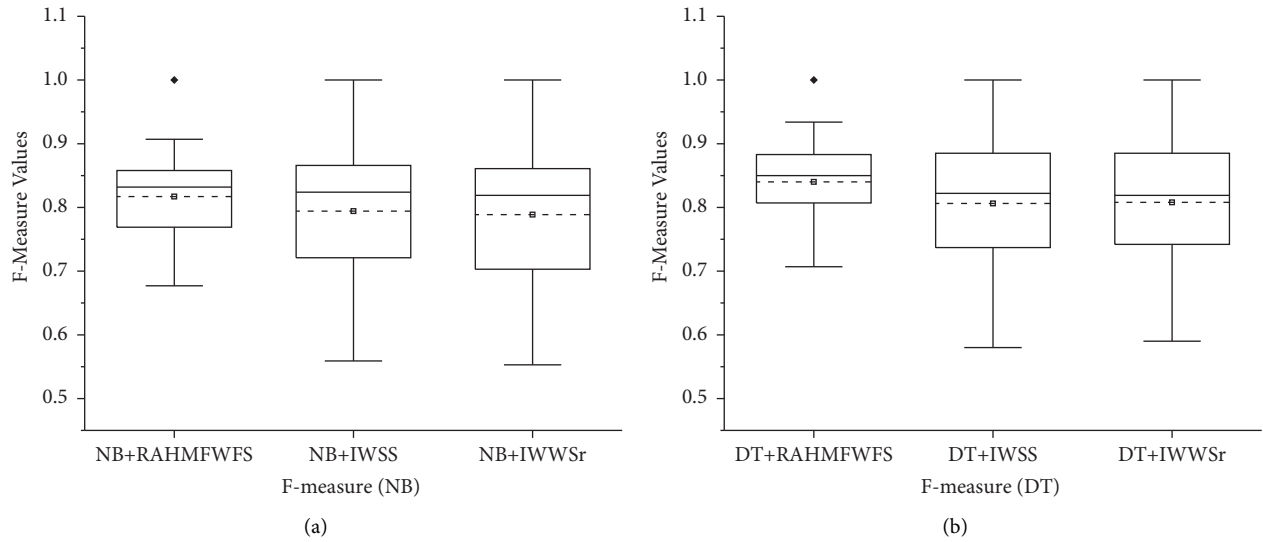 1.1
1.0
0.9
0.8
0.7
0.6
0.5
F-Measure Values
NB+RAHMFWFS NB+IWSS NB+IWWSr
F-measure (NB)
(a)
1.1
1.0
0.9
0.8
0.7
0.6
0.5
F-Measure Values
DT+RAHMFWFS DT+IWSS DT+IWWSr
F-measure (DT)
(b)